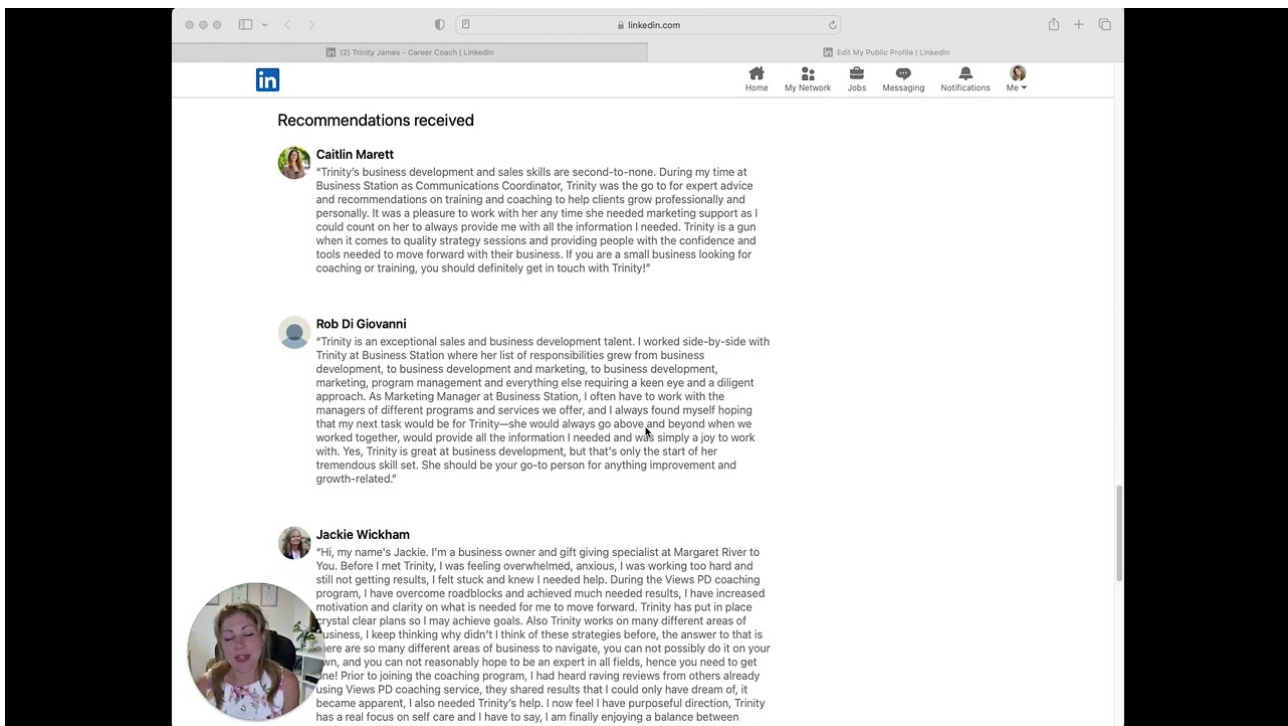 linkedin.com
in (2) Trinity James - Career Coach | LinkedIn
in Edit My Public Profile | LinkedIn
in
Home My Network Jobs Messaging Notifications Me
Recommendations received
Caitlin Marett
“Trinity's business development and sales skills are second-to-none. During my time at
Business Station as Communications Coordinator, Trinity was the go to for expert advice
and recommendations on training and coaching to help clients grow professionally and
personally. It was a pleasure to work with her any time she needed marketing support as I
could count on her to always provide me with all the information I needed. Trinity is a gun
when it comes to quality strategy sessions and providing people with the confidence and
tools needed to move forward with their business. If you are a small business looking for
coaching or training, you should definitely get in touch with Trinity!”
Rob Di Giovanni
“Trinity is an exceptional sales and business development talent. I worked side-by-side with
Trinity at Business Station where her list of responsibilities grew from business
development, to business development and marketing, to business development,
marketing, program management and everything else requiring a keen eye and a diligent
approach. As Marketing Manager at Business Station, I often have to work with the
managers of different programs and services we offer, and I always found myself hoping
that my next task would be for Trinity—she would always go above and beyond when we
worked together, would provide all the information I needed and was simply a joy to work
with. Yes, Trinity is great at business development, but that's only the start of her
tremendous skill set. She should be your go-to person for anything improvement and
growth-related.”
Jackie Wickham
“Hi, my name's Jackie. I'm a business owner and gift giving specialist at Margaret River to
You. Before I met Trinity, I was feeling overwhelmed, anxious, I was working too hard and
still not getting results, I felt stuck and knew I needed help. During the Views PD coaching
program, I have overcome roadblocks and achieved much needed results, I have increased
motivation and clarity on what is needed for me to move forward. Trinity has put in place
crystal clear plans so I may achieve goals. Also Trinity works on many different areas of
business, I keep thinking why didn't I think of these strategies before, the answer to that is
there are so many different areas of business to navigate, you can not possibly do it on your
own, and you can not reasonably hope to be an expert in all fields, hence you need to get
one! Prior to joining the coaching program, I had heard raving reviews from others already
using Views PD coaching service, they shared results that I could only have dream of, it
became apparent, I also needed Trinity's help. I now feel I have purposeful direction, Trinity
has a real focus on self care and I have to say, I am finally enjoying a balance between